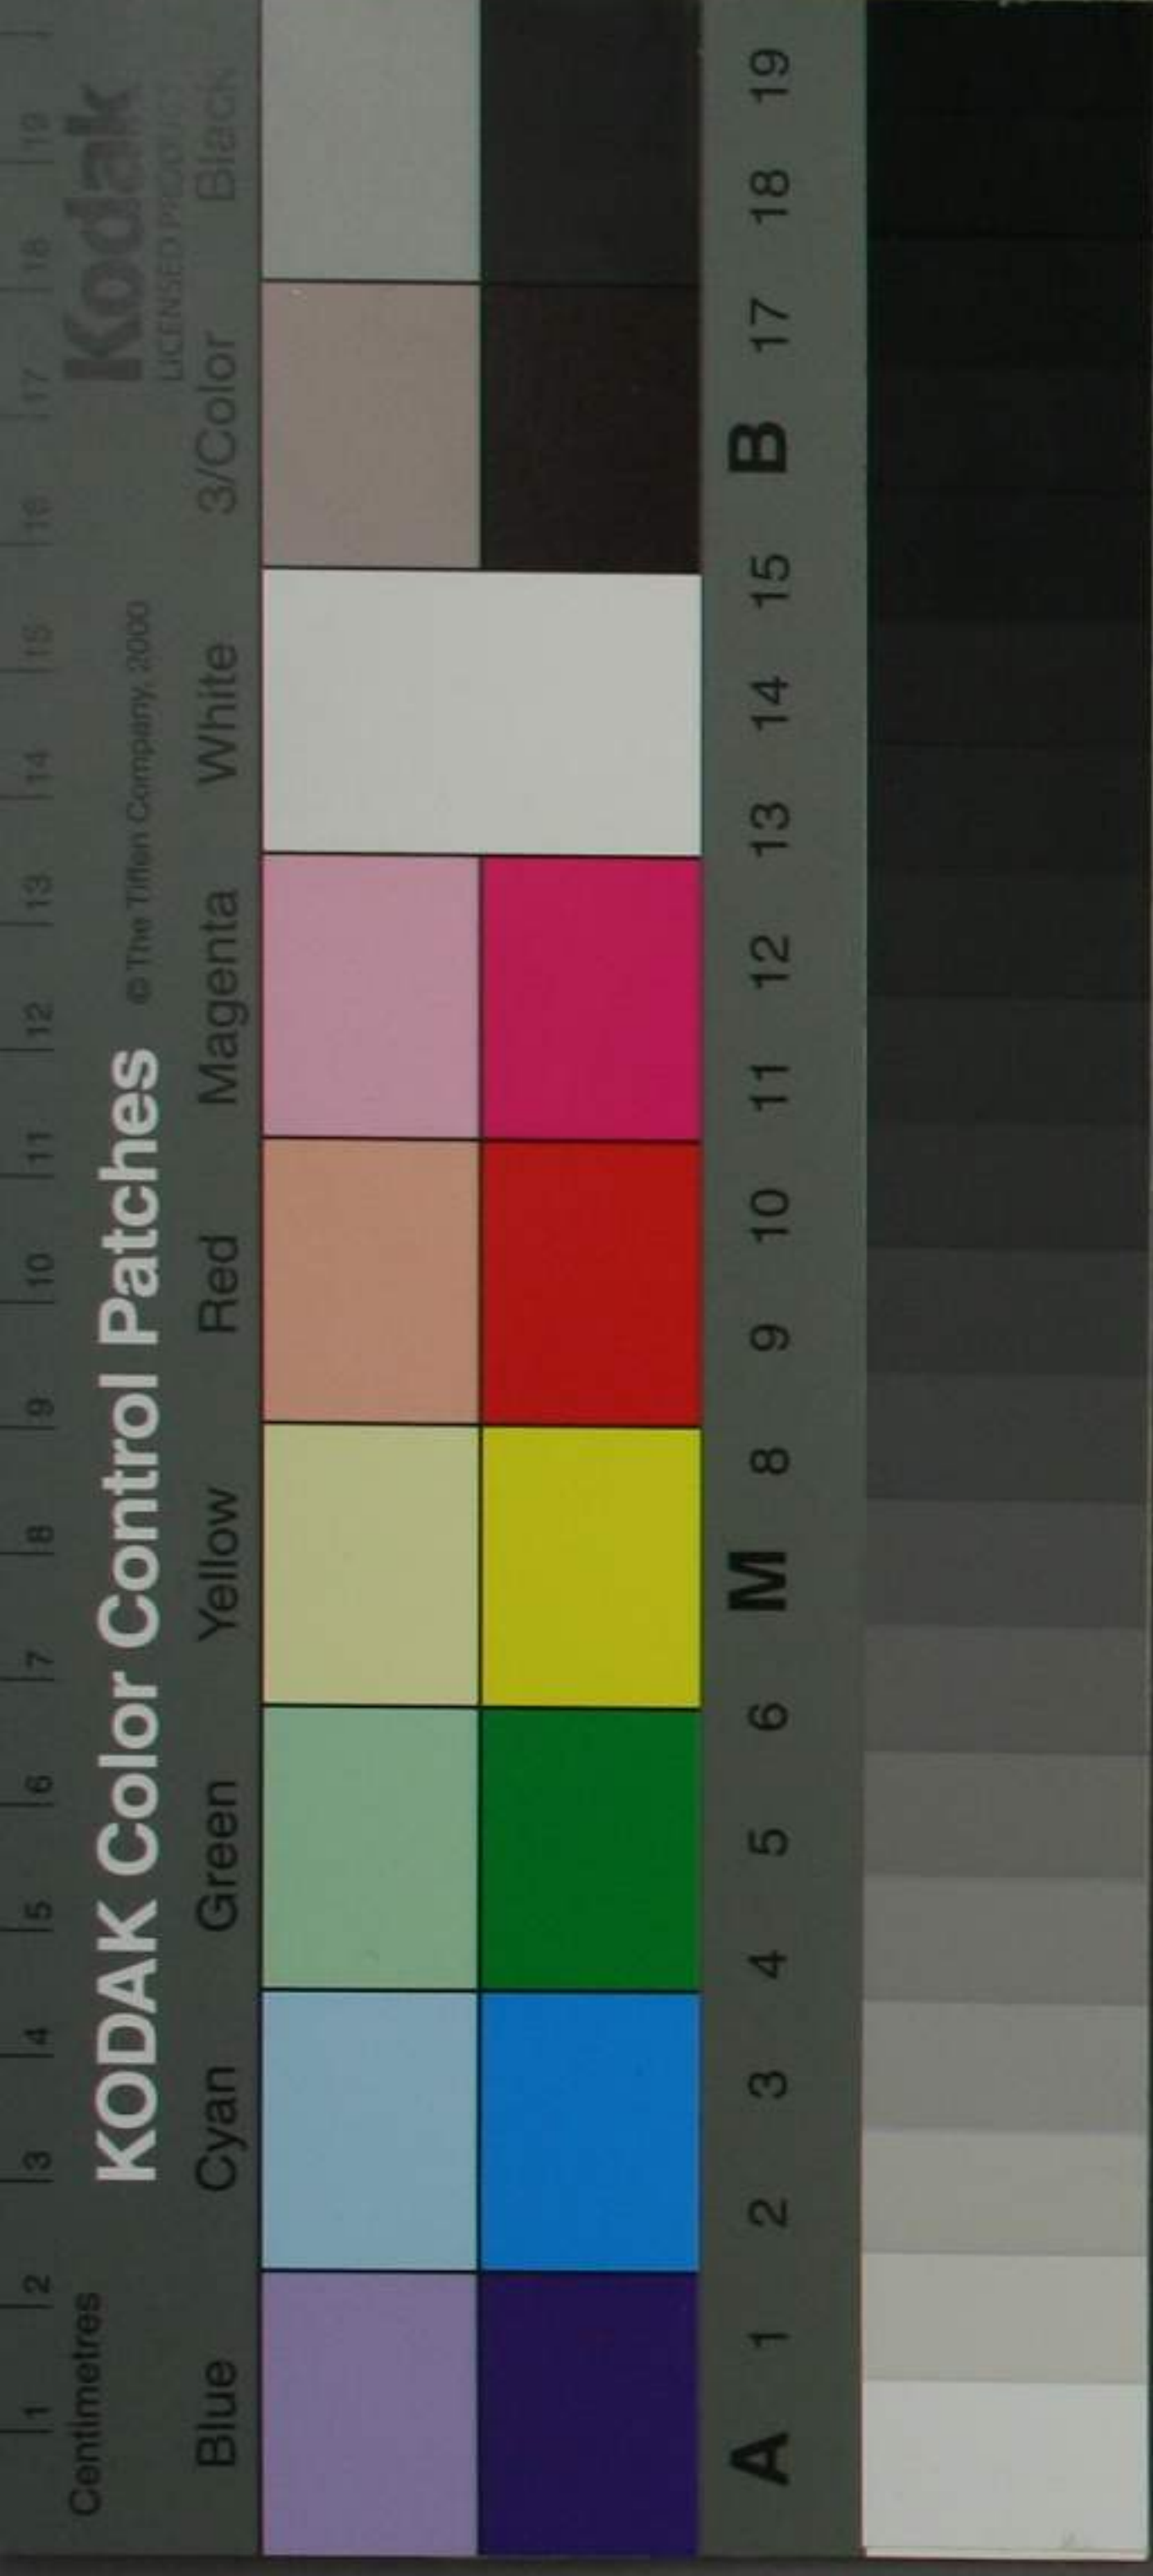 1 2 3 4 5 6 7 8 9 10 11 12 13 14 15 16 17 18 19
Centimetres
KODAK Color Control Patches © The Tiffen Company, 2000 Kodak
LICENSED PRODUCT
Blue Cyan Green Yellow Red Magenta White 3/Color Black
A 1 2 3 4 5 6 M 8 9 10 11 12 13 14 15 B 17 18 19